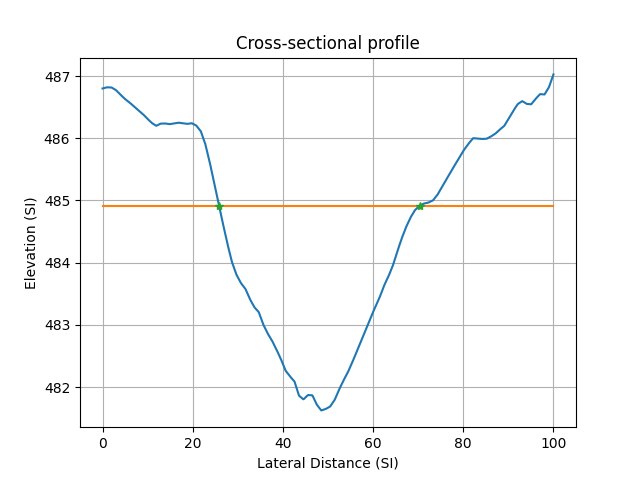 Cross-sectional profile
487
486
485
484
483
482
Elevation (SI)
0 20 40 60 80 100
Lateral Distance (SI)